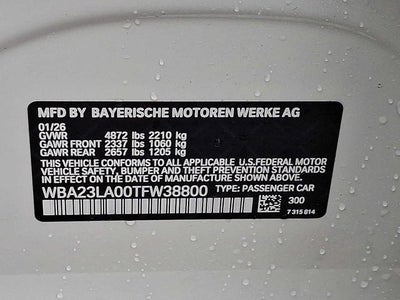 MFD BY BAYERISCHE MOTOREN WERKE AG
01/26
GVWR 4872 lbs 2210 kg
GAWR FRONT 2337 lbs 1060 kg
GAWR REAR 2657 lbs 1205 kg
THIS VEHICLE CONFORMS TO ALL APPLICABLE U.S.FEDERAL MOTOR
VEHICLE SAFETY, BUMPER, AND THEFT PREVENTION STANDARDS
IN EFFECT ON THE DATE OF MANUFACTURE SHOWN ABOVE.
WBA23LA00TFW38800 TYPE: PASSENGER CAR
300
7 315 614